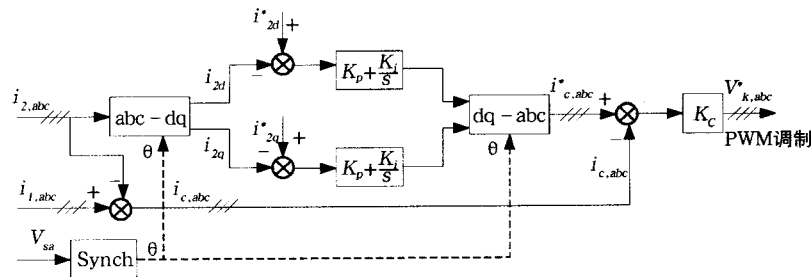 i*2d
+
−
i2d
Kp + Ki/s
i2,abc
abc − dq
θ
i2q
i*2q
+
−
Kp + Ki/s
dq − abc
θ
i*c,abc
+
−
KC
V*k,abc
PWM调制
ic,abc
i1,abc
+
−
ic,abc
Vsa
Synch
θ